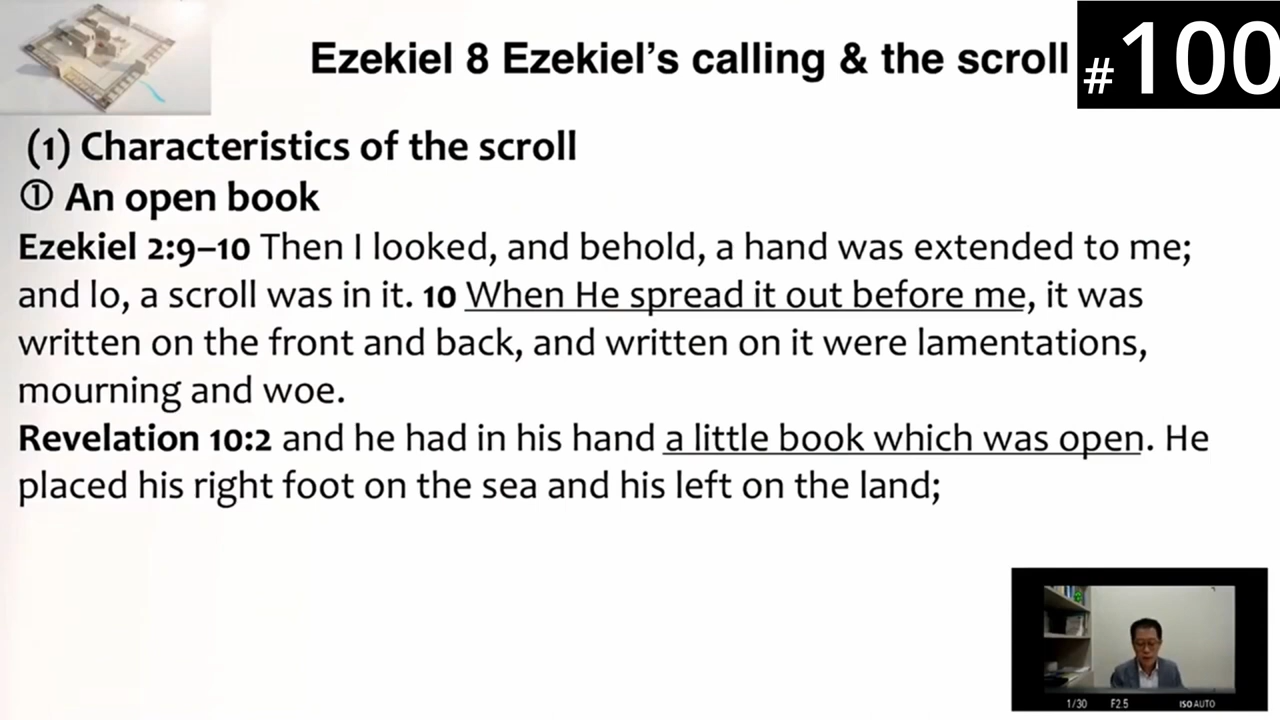 Ezekiel 8 Ezekiel’s calling & the scroll
#100
(1) Characteristics of the scroll
① An open book
Ezekiel 2:9–10 Then I looked, and behold, a hand was extended to me;
and lo, a scroll was in it. 10 When He spread it out before me, it was
written on the front and back, and written on it were lamentations,
mourning and woe.
Revelation 10:2 and he had in his hand a little book which was open. He
placed his right foot on the sea and his left on the land;
1/30 F2.5 ISO AUTO